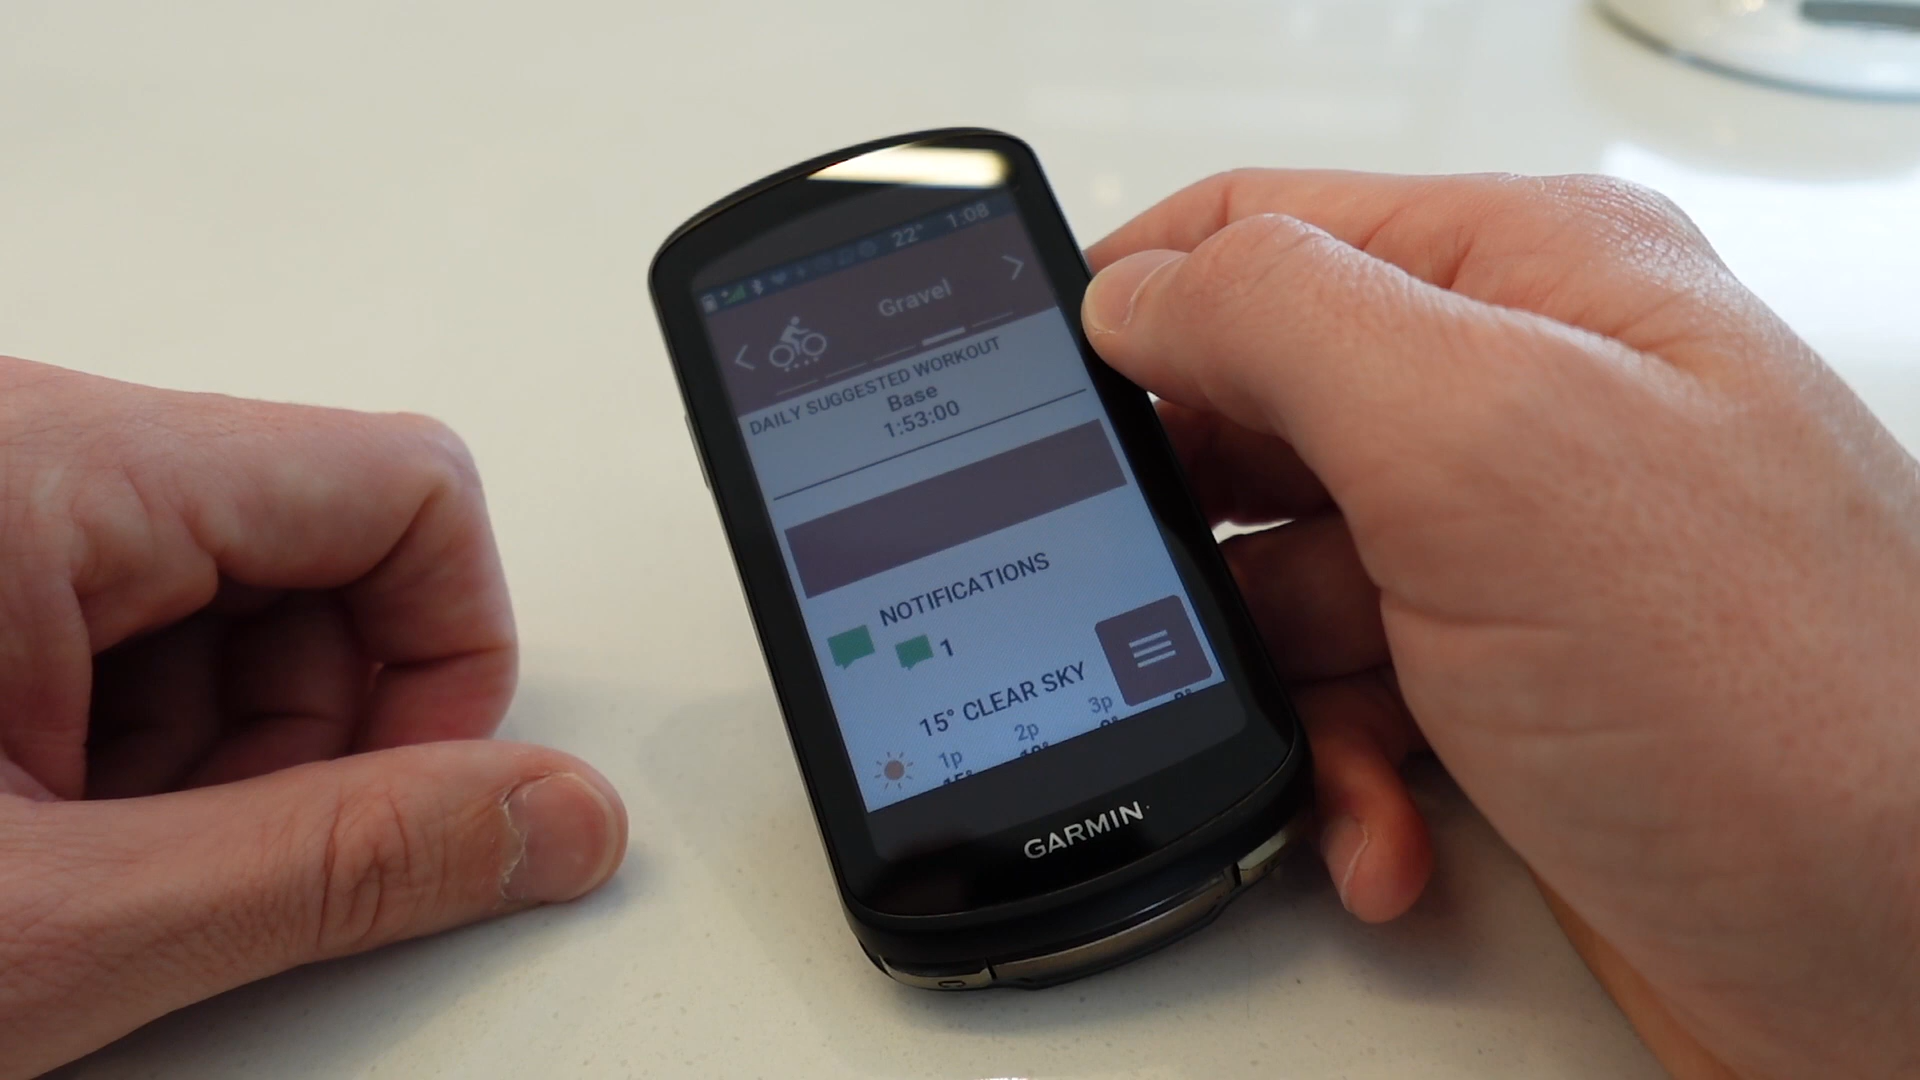 22° 1:08
Gravel
DAILY SUGGESTED WORKOUT
Base
1:53:00
NOTIFICATIONS
1
15° CLEAR SKY
1p 2p 3p
GARMIN